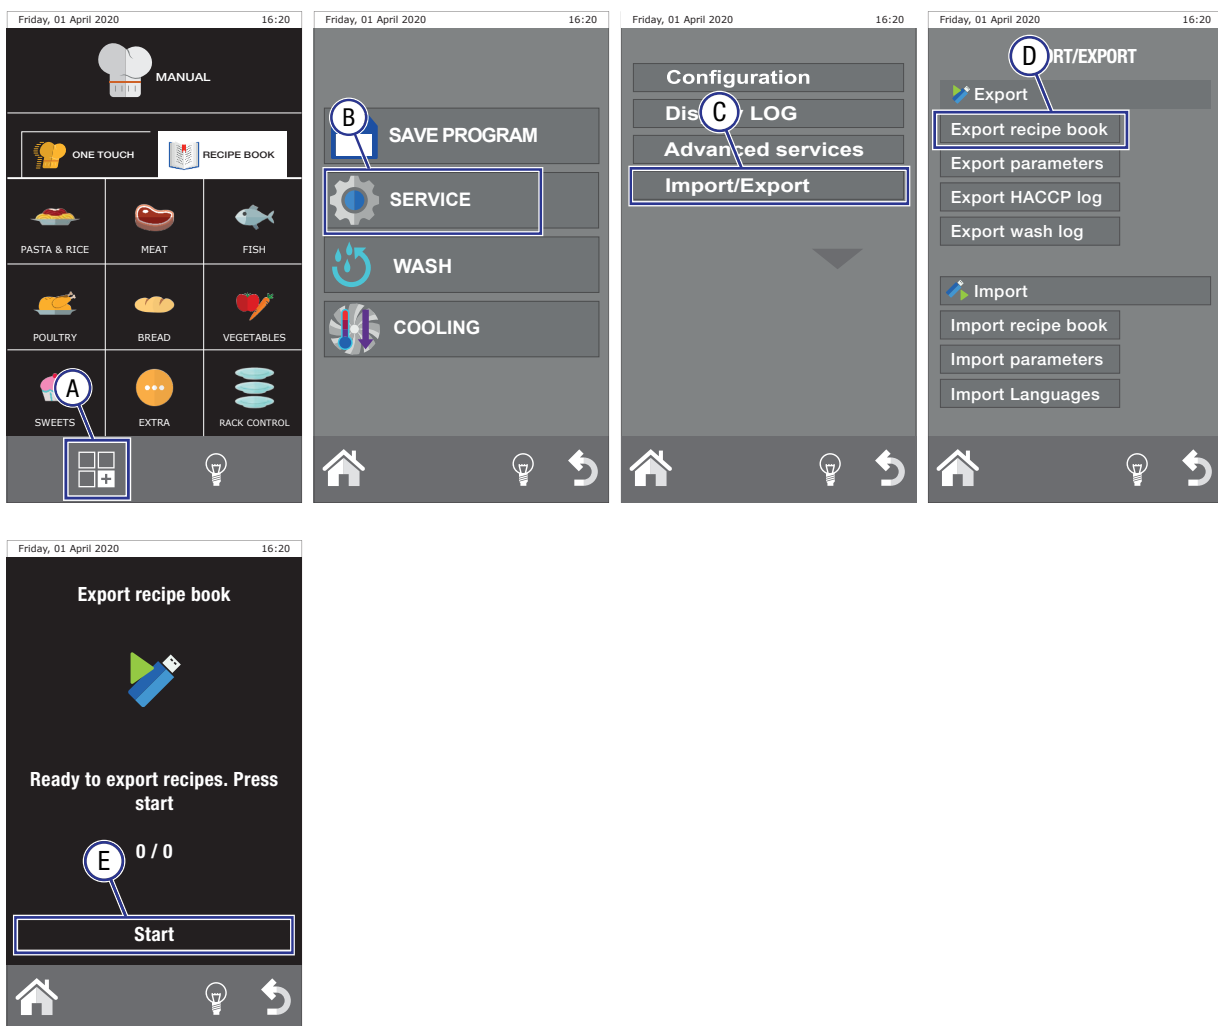 Friday, 01 April 2020 16:20
MANUAL
ONE TOUCH
RECIPE BOOK
PASTA & RICE
MEAT
FISH
POULTRY
BREAD
VEGETABLES
SWEETS
EXTRA
RACK CONTROL
A
Friday, 01 April 2020 16:20
B
SAVE PROGRAM
SERVICE
WASH
COOLING
Friday, 01 April 2020 16:20
Configuration
C
LOG
Advanced services
Import/Export
Friday, 01 April 2020 16:20
D
RT/EXPORT
Export
Export recipe book
Export parameters
Export HACCP log
Export wash log
Import
Import recipe book
Import parameters
Import Languages
Friday, 01 April 2020 16:20
Export recipe book
Ready to export recipes. Press
start
0 / 0
E
Start